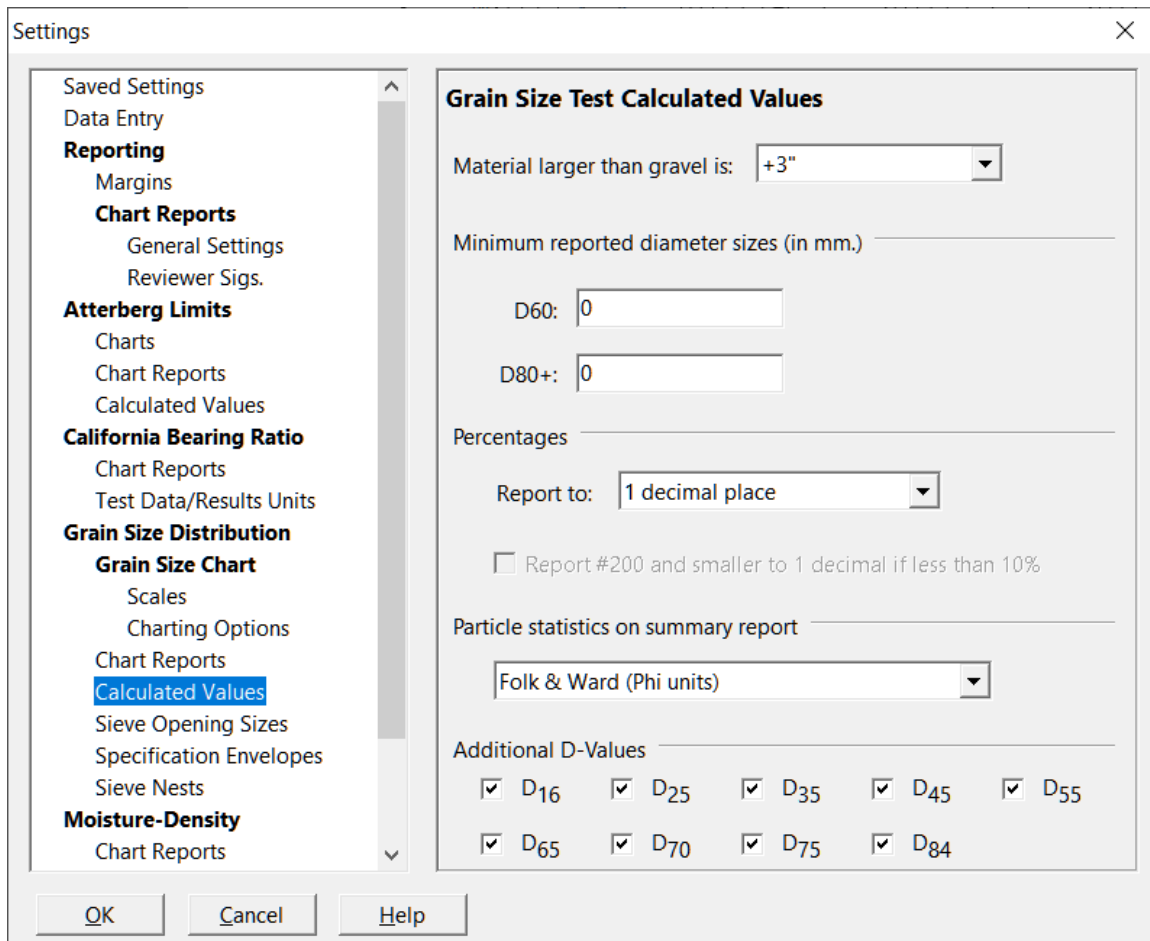 Settings
Saved Settings
Data Entry
Reporting
Margins
Chart Reports
General Settings
Reviewer Sigs.
Atterberg Limits
Charts
Chart Reports
Calculated Values
California Bearing Ratio
Chart Reports
Test Data/Results Units
Grain Size Distribution
Grain Size Chart
Scales
Charting Options
Chart Reports
Calculated Values
Sieve Opening Sizes
Specification Envelopes
Sieve Nests
Moisture-Density
Chart Reports
Grain Size Test Calculated Values
Material larger than gravel is: +3"
Minimum reported diameter sizes (in mm.)
D60: 0
D80+: 0
Percentages
Report to: 1 decimal place
Report #200 and smaller to 1 decimal if less than 10%
Particle statistics on summary report
Folk & Ward (Phi units)
Additional D-Values
D16 D25 D35 D45 D55
D65 D70 D75 D84
OK Cancel Help